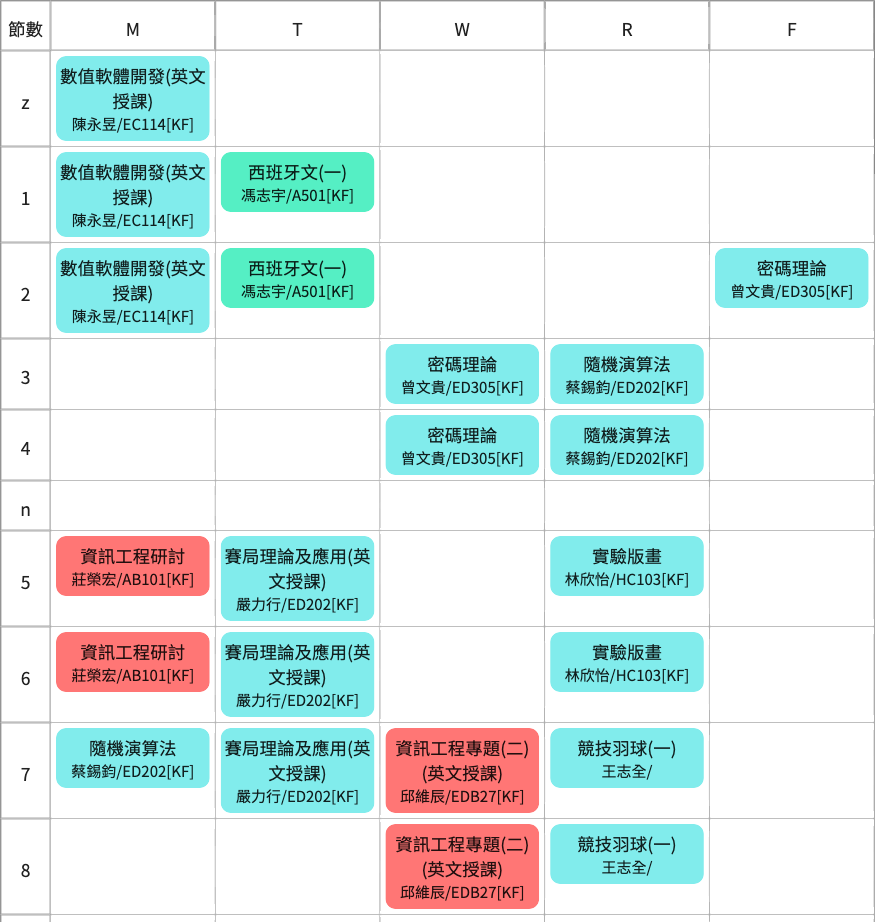 節數 M T W R F
z
數值軟體開發(英文
授課)
陳永昱/EC114[KF]
1
數值軟體開發(英文
授課)
陳永昱/EC114[KF]
西班牙文(一)
馮志宇/A501[KF]
2
數值軟體開發(英文
授課)
陳永昱/EC114[KF]
西班牙文(一)
馮志宇/A501[KF]
密碼理論
曾文貴/ED305[KF]
3
密碼理論
曾文貴/ED305[KF]
隨機演算法
蔡錫鈞/ED202[KF]
4
密碼理論
曾文貴/ED305[KF]
隨機演算法
蔡錫鈞/ED202[KF]
n
5
資訊工程研討
莊榮宏/AB101[KF]
賽局理論及應用(英
文授課)
嚴力行/ED202[KF]
實驗版畫
林欣怡/HC103[KF]
6
資訊工程研討
莊榮宏/AB101[KF]
賽局理論及應用(英
文授課)
嚴力行/ED202[KF]
實驗版畫
林欣怡/HC103[KF]
7
隨機演算法
蔡錫鈞/ED202[KF]
賽局理論及應用(英
文授課)
嚴力行/ED202[KF]
資訊工程專題(二)
(英文授課)
邱維辰/EDB27[KF]
競技羽球(一)
王志全/
8
資訊工程專題(二)
(英文授課)
邱維辰/EDB27[KF]
競技羽球(一)
王志全/